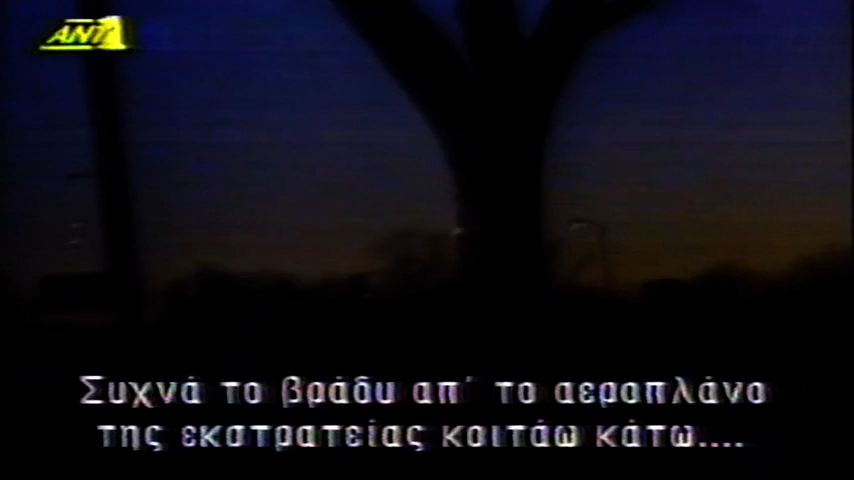 ANT1
Συχνά το βράδυ απ' το αεροπλάνο
της εκστρατείας κοιτάω κάτω....